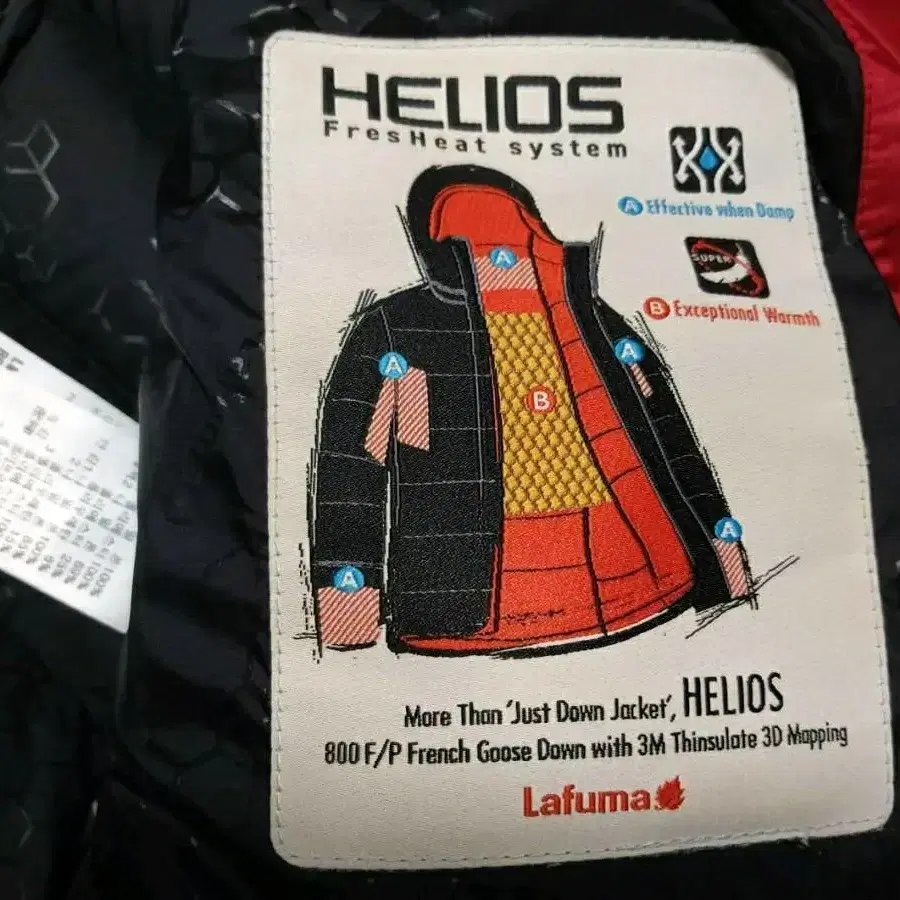 HELIOS
FresHeat system
A Effective when Damp
SUPER
B Exceptional Warmth
A
A
A
B
A
A
More Than 'Just Down Jacket', HELIOS
800 F/P French Goose Down with 3M Thinsulate 3D Mapping
Lafuma